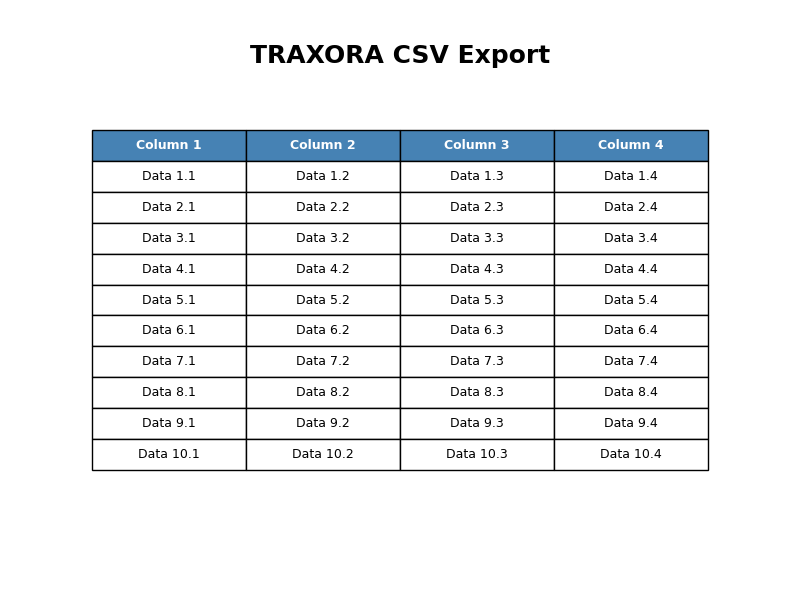 TRAXORA CSV Export
Column 1 Column 2 Column 3 Column 4
Data 1.1 Data 1.2 Data 1.3 Data 1.4
Data 2.1 Data 2.2 Data 2.3 Data 2.4
Data 3.1 Data 3.2 Data 3.3 Data 3.4
Data 4.1 Data 4.2 Data 4.3 Data 4.4
Data 5.1 Data 5.2 Data 5.3 Data 5.4
Data 6.1 Data 6.2 Data 6.3 Data 6.4
Data 7.1 Data 7.2 Data 7.3 Data 7.4
Data 8.1 Data 8.2 Data 8.3 Data 8.4
Data 9.1 Data 9.2 Data 9.3 Data 9.4
Data 10.1 Data 10.2 Data 10.3 Data 10.4